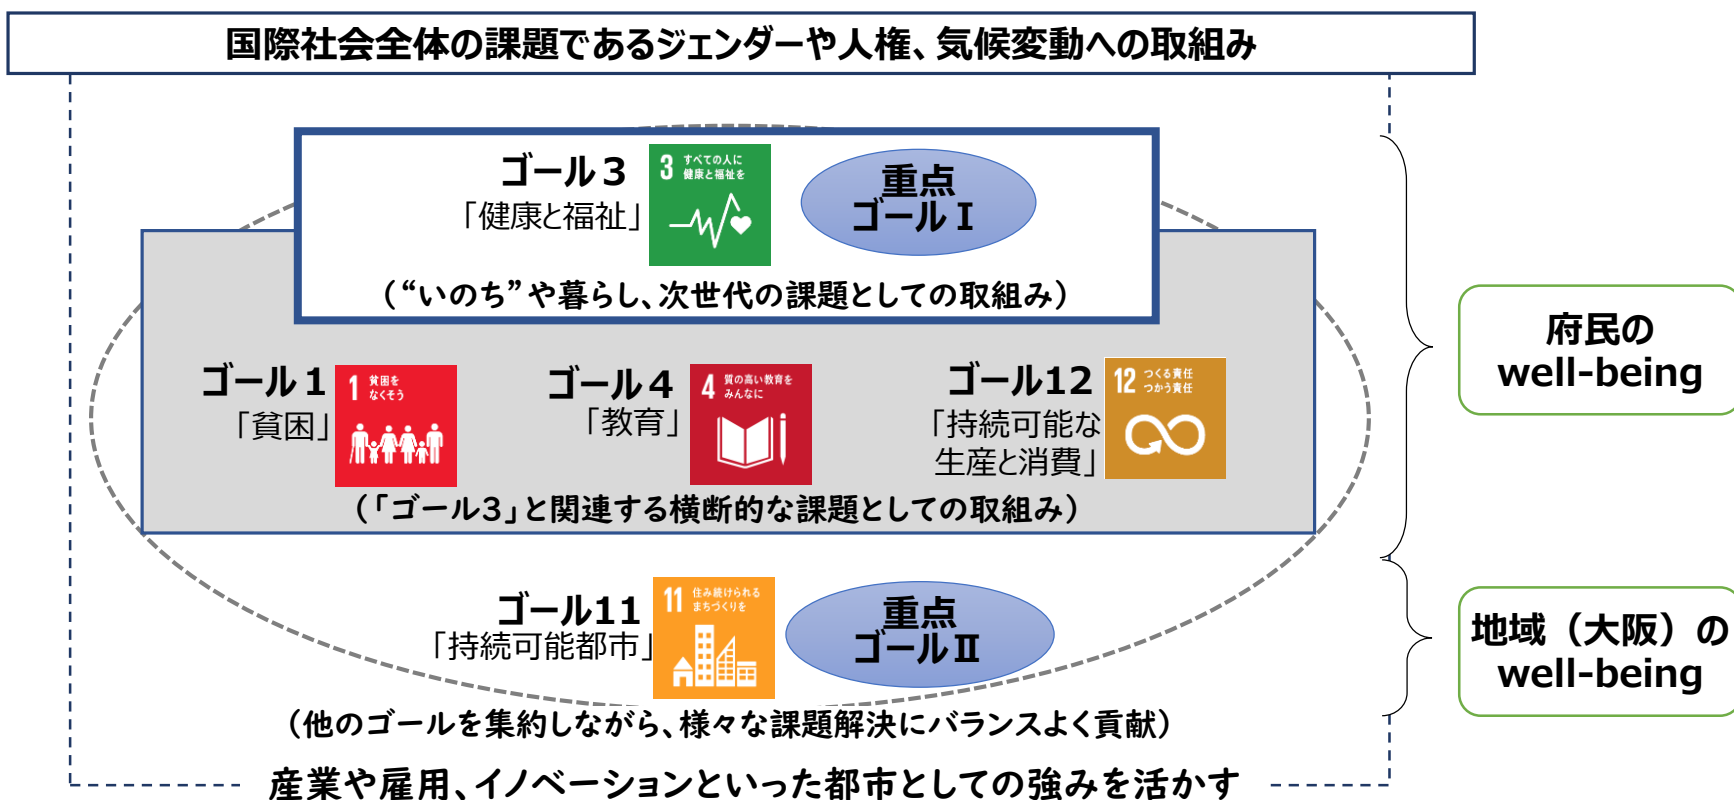 国際社会全体の課題であるジェンダーや人権、気候変動への取組み
ゴール３
「健康と福祉」
3 すべての人に
健康と福祉を
重点
ゴールⅠ
（“いのち”や暮らし、次世代の課題としての取組み）
ゴール１
「貧困」
1 貧困を
なくそう
ゴール４
「教育」
4 質の高い教育を
みんなに
ゴール12
「持続可能な
生産と消費」
12 つくる責任
つかう責任
（「ゴール３」と関連する横断的な課題としての取組み）
府民の
well-being
ゴール11
「持続可能都市」
11 住み続けられる
まちづくりを
重点
ゴールⅡ
（他のゴールを集約しながら、様々な課題解決にバランスよく貢献）
地域（大阪）の
well-being
産業や雇用、イノベーションといった都市としての強みを活かす